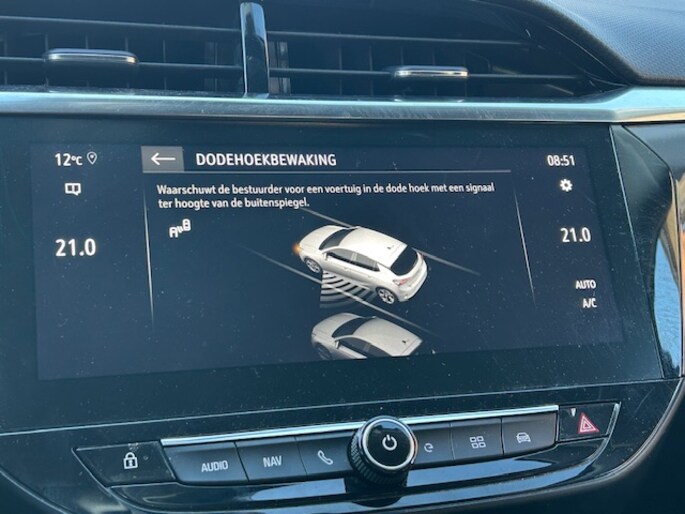 12°C
DODEHOEKBEWAKING
08:51
Waarschuwt de bestuurder voor een voertuig in de dode hoek met een signaal
ter hoogte van de buitenspiegel.
21.0
21.0
AUTO
A/C
AUDIO
NAV